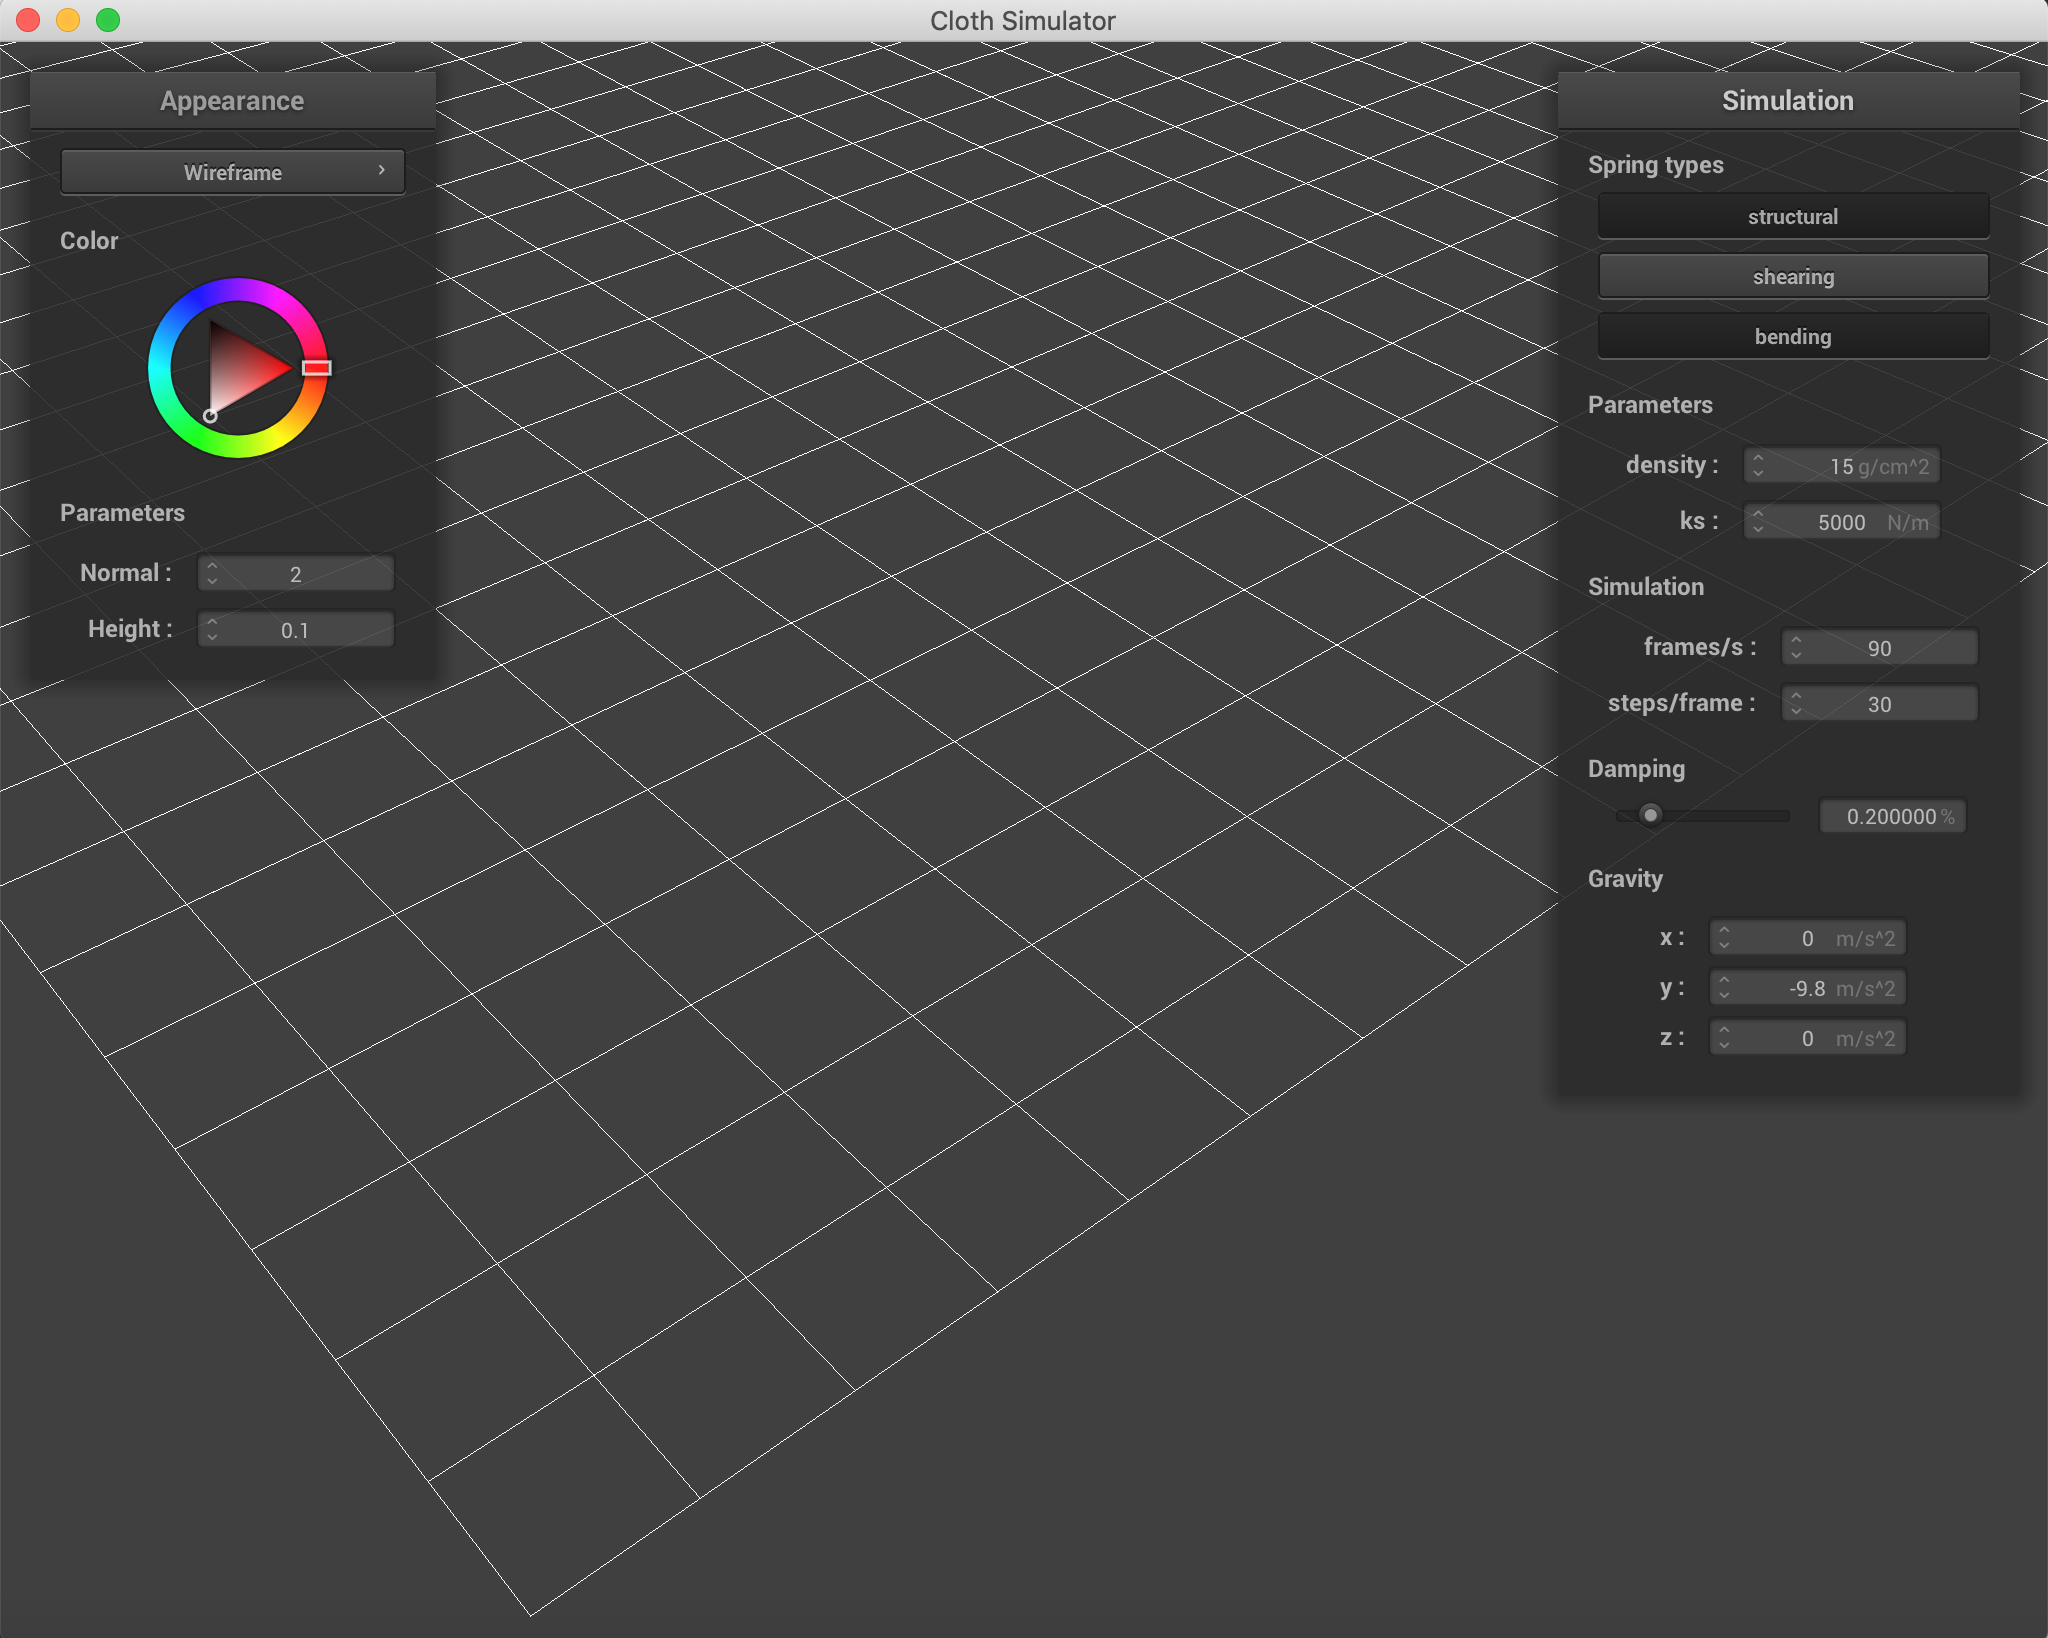 Cloth Simulator
Appearance
Wireframe
Color
Parameters
Normal : 2
Height : 0.1
Simulation
Spring types
structural
shearing
bending
Parameters
density : 15 g/cm^2
ks : 5000 N/m
Simulation
frames/s : 90
steps/frame : 30
Damping
0.200000 %
Gravity
x : 0 m/s^2
y : -9.8 m/s^2
z : 0 m/s^2